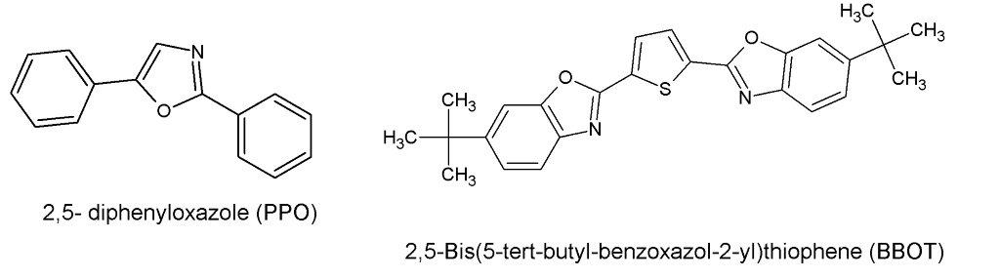 N
O
2,5- diphenyloxazole (PPO)
H₃C
CH₃
CH₃
O
N
S
O
N
CH₃
H₃C
CH₃
2,5-Bis(5-tert-butyl-benzoxazol-2-yl)thiophene (BBOT)